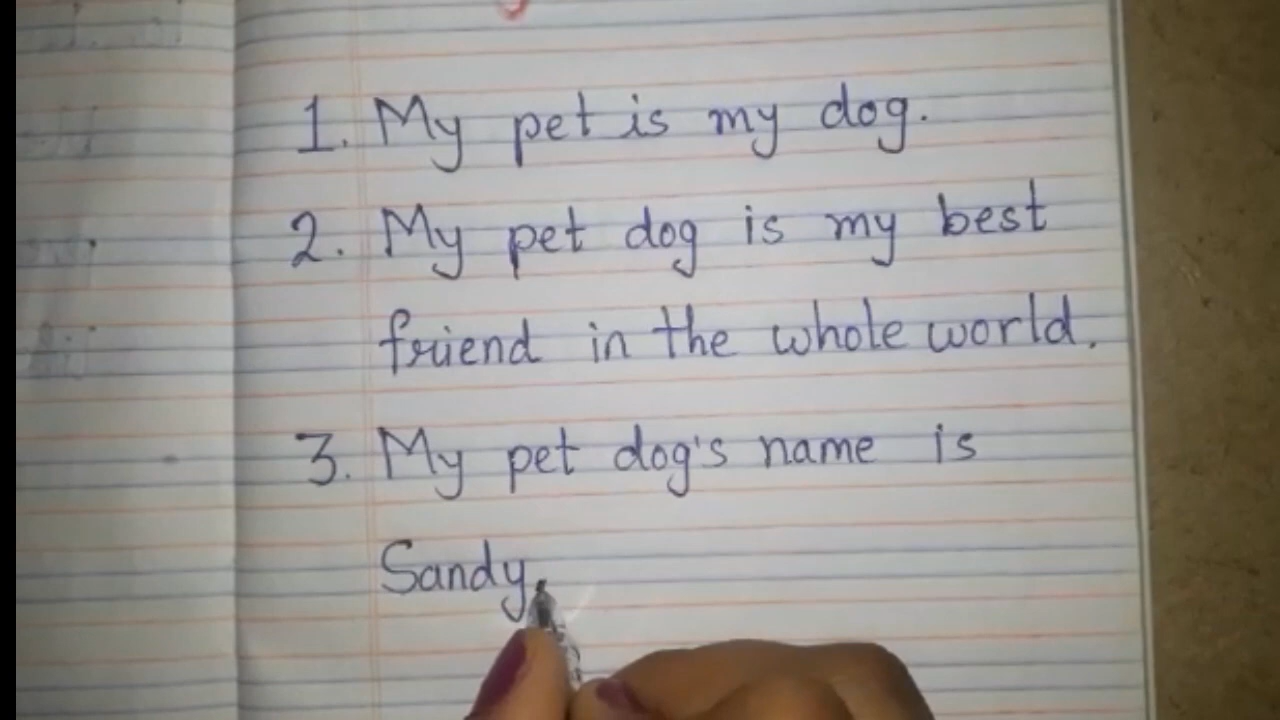 1. My pet is my dog.
2. My pet dog is my best
friend in the whole world.
3. My pet dog's name is
Sandy.